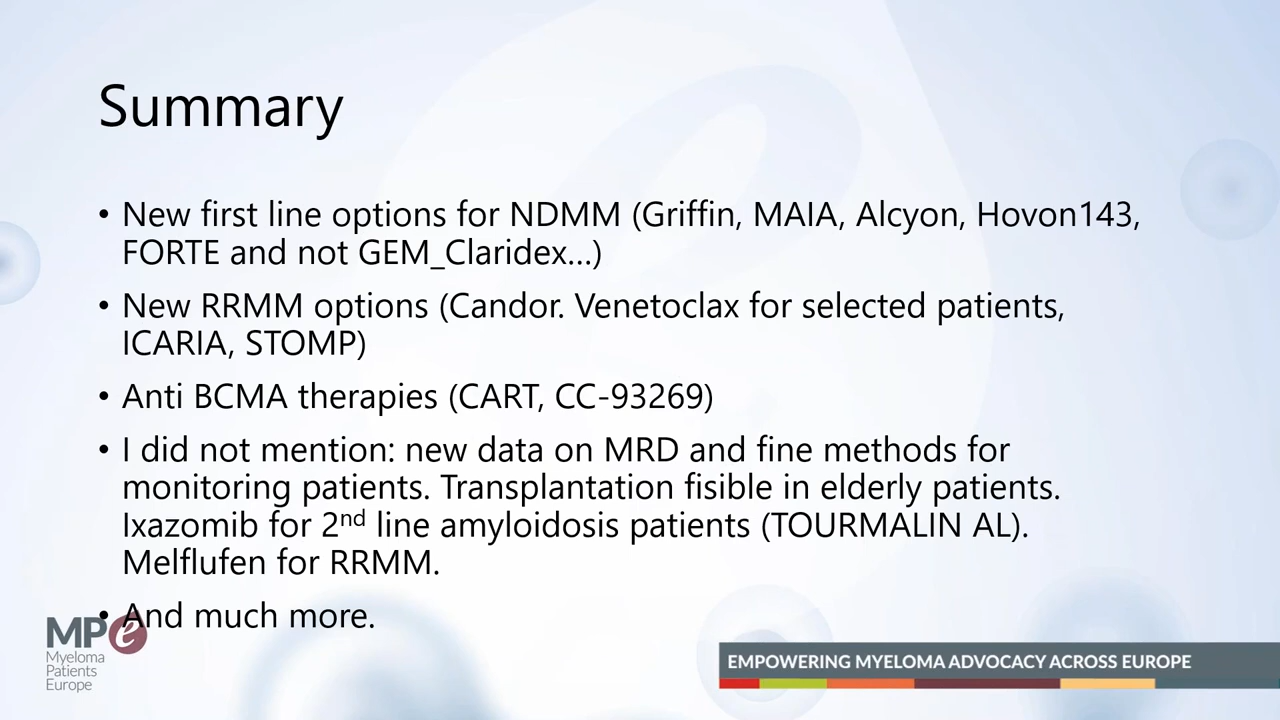 Summary
• New first line options for NDMM (Griffin, MAIA, Alcyon, Hovon143,
FORTE and not GEM_Claridex...)
• New RRMM options (Candor. Venetoclax for selected patients,
ICARIA, STOMP)
• Anti BCMA therapies (CART, CC-93269)
• I did not mention: new data on MRD and fine methods for
monitoring patients. Transplantation fisible in elderly patients.
Ixazomib for 2nd line amyloidosis patients (TOURMALIN AL).
Melflufen for RRMM.
• And much more.
MPe
Myeloma
Patients
Europe
EMPOWERING MYELOMA ADVOCACY ACROSS EUROPE